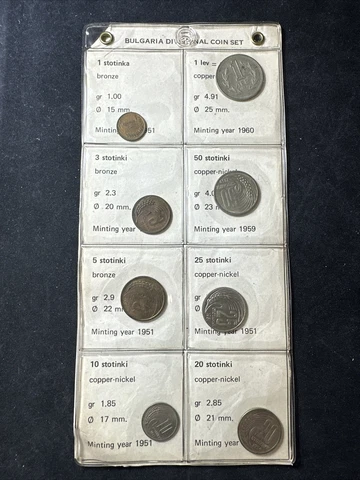 BULGARIA DIVISIONAL COIN SET
1 stotinka
bronze
gr 1.00
Ø 15 mm.
Minting 51
1 lev =
copper
gr 4.91
Ø 25 mm.
Minting year 1960
3 stotinki
bronze
gr 2.3
Ø 20 mm.
Minting year 1951
50 stotinki
copper-nickel
gr 4.0
Ø 23
Minting year 1959
5 stotinki
bronze
gr 2.9
Ø 22 m
Minting year 1951
25 stotinki
copper-nickel
gr
Ø
Minting year 1951
10 stotinki
copper-nickel
gr 1.85
Ø 17 mm.
Minting year 1951
20 stotinki
copper-nickel
gr 2.85
Ø 21 mm.
Minting year